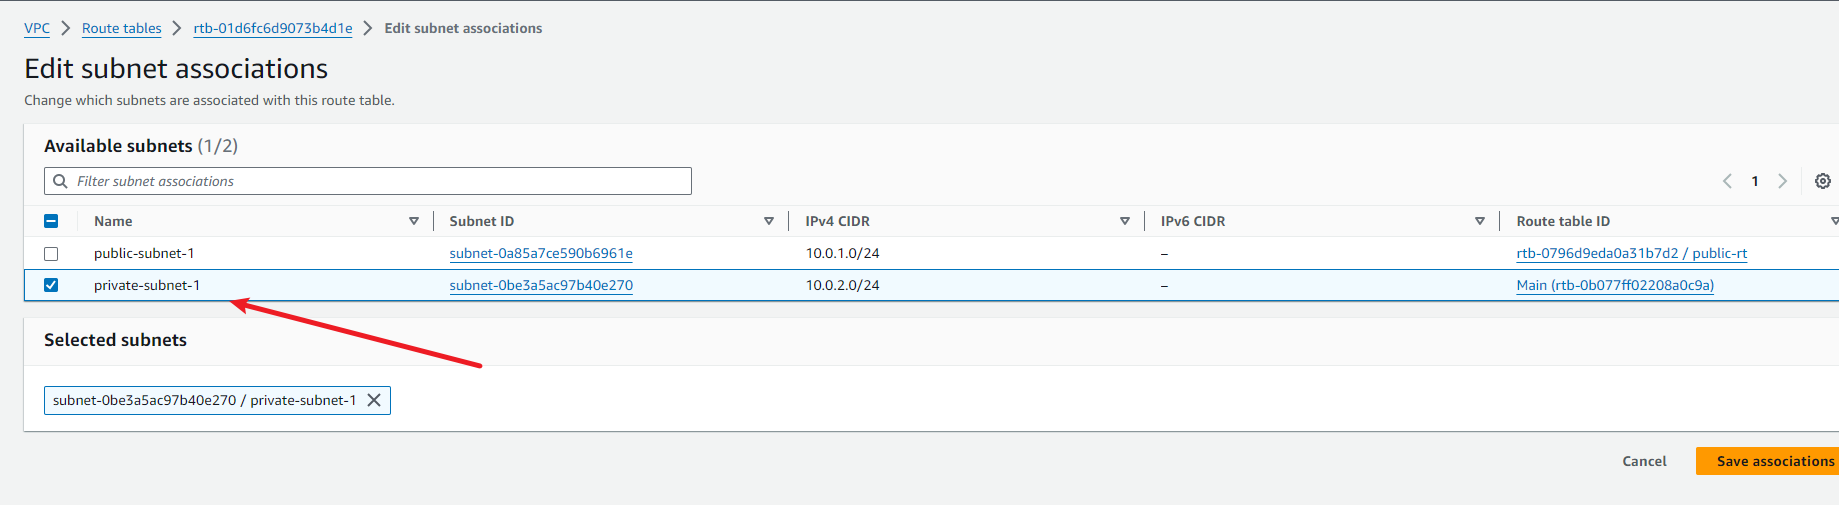 VPC > Route tables > rtb-01d6fc6d9073b4d1e > Edit subnet associations
Edit subnet associations
Change which subnets are associated with this route table.
Available subnets (1/2)
Filter subnet associations
1
Name Subnet ID IPv4 CIDR IPv6 CIDR Route table ID
public-subnet-1 subnet-0a85a7ce590b6961e 10.0.1.0/24 – rtb-0796d9eda0a31b7d2 / public-rt
private-subnet-1 subnet-0be3a5ac97b40e270 10.0.2.0/24 – Main (rtb-0b077ff02208a0c9a)
Selected subnets
subnet-0be3a5ac97b40e270 / private-subnet-1
Cancel Save associations